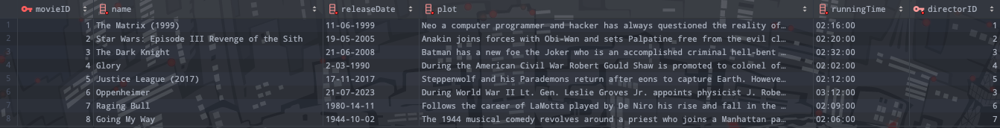 movieID name releaseDate plot runningTime directorID
1 1 The Matrix (1999) 11-06-1999 Neo a computer programmer and hacker has always questioned the reality of… 02:16:00 1
2 2 Star Wars: Episode III Revenge of the Sith 19-05-2005 Anakin joins forces with Obi-Wan and sets Palpatine free from the evil cl… 02:20:00 2
3 3 The Dark Knight 21-06-2008 Batman has a new foe the Joker who is an accomplished criminal hell-bent … 02:32:00 3
4 4 Glory 2-03-1990 During the American Civil War Robert Gould Shaw is promoted to colonel of… 02:02:00 4
5 5 Justice League (2017) 17-11-2017 Steppenwolf and his Parademons return after eons to capture Earth. Howeve… 02:12:00 5
6 6 Oppenheimer 21-07-2023 During World War II Lt. Gen. Leslie Groves Jr. appoints physicist J. Robe… 03:12:00 3
7 7 Raging Bull 1980-14-11 Follows the career of LaMotta played by De Niro his rise and fall in the … 02:09:00 6
8 8 Going My Way 1944-10-02 The 1944 musical comedy revolves around a priest who joins a Manhattan pa… 02:06:00 7